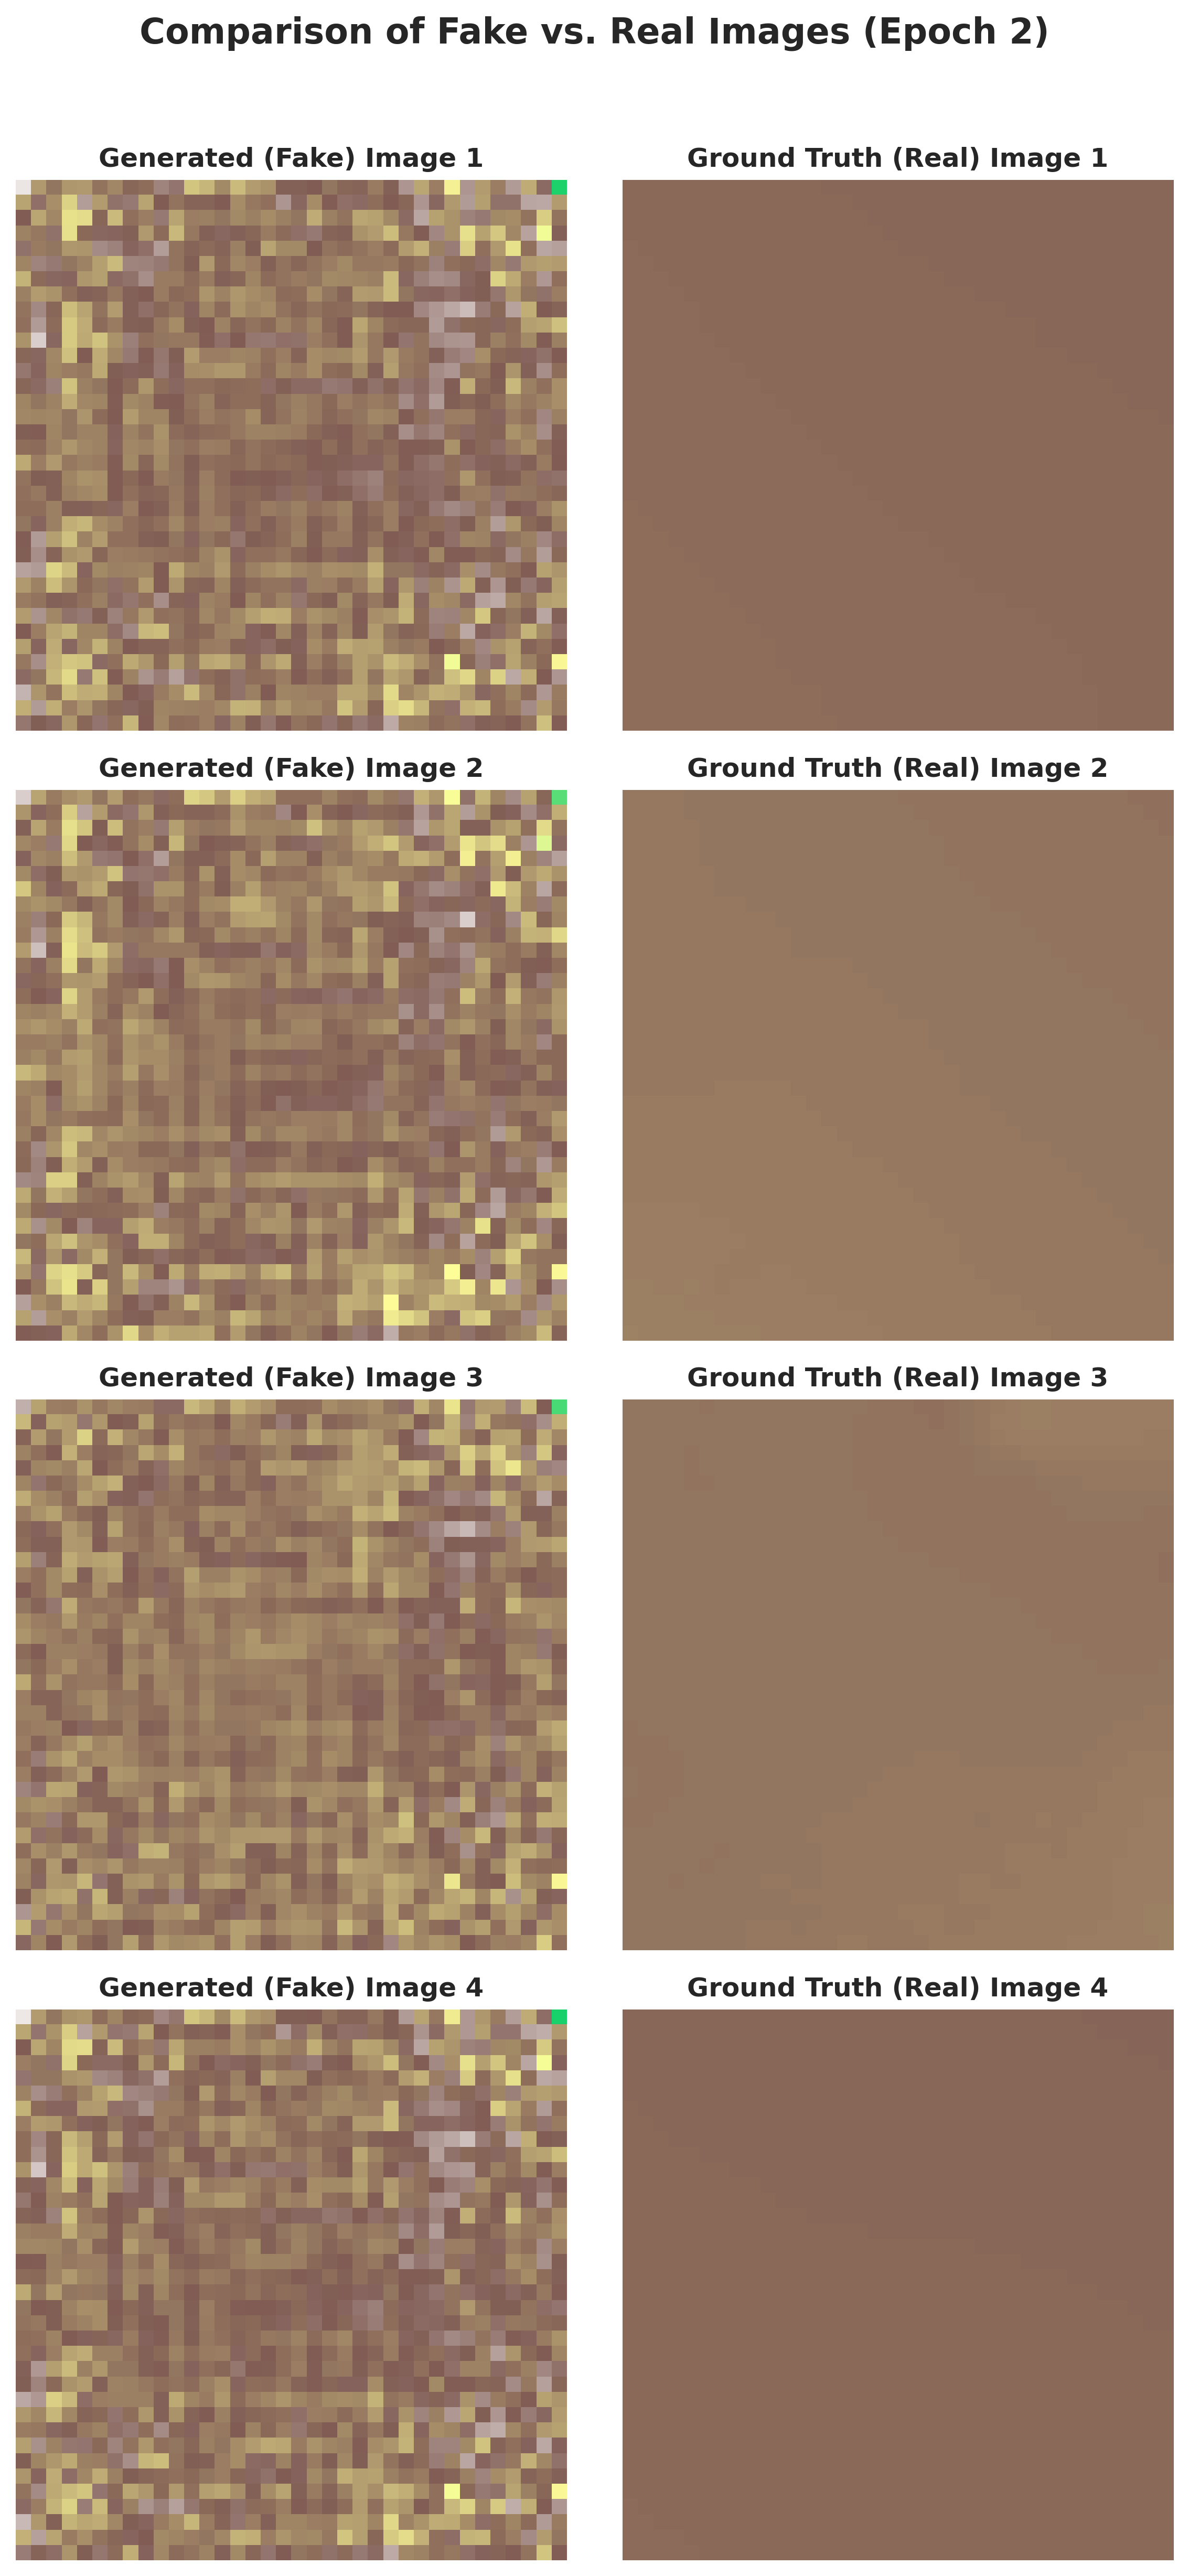 Comparison of Fake vs. Real Images (Epoch 2)
Generated (Fake) Image 1
Ground Truth (Real) Image 1
Generated (Fake) Image 2
Ground Truth (Real) Image 2
Generated (Fake) Image 3
Ground Truth (Real) Image 3
Generated (Fake) Image 4
Ground Truth (Real) Image 4